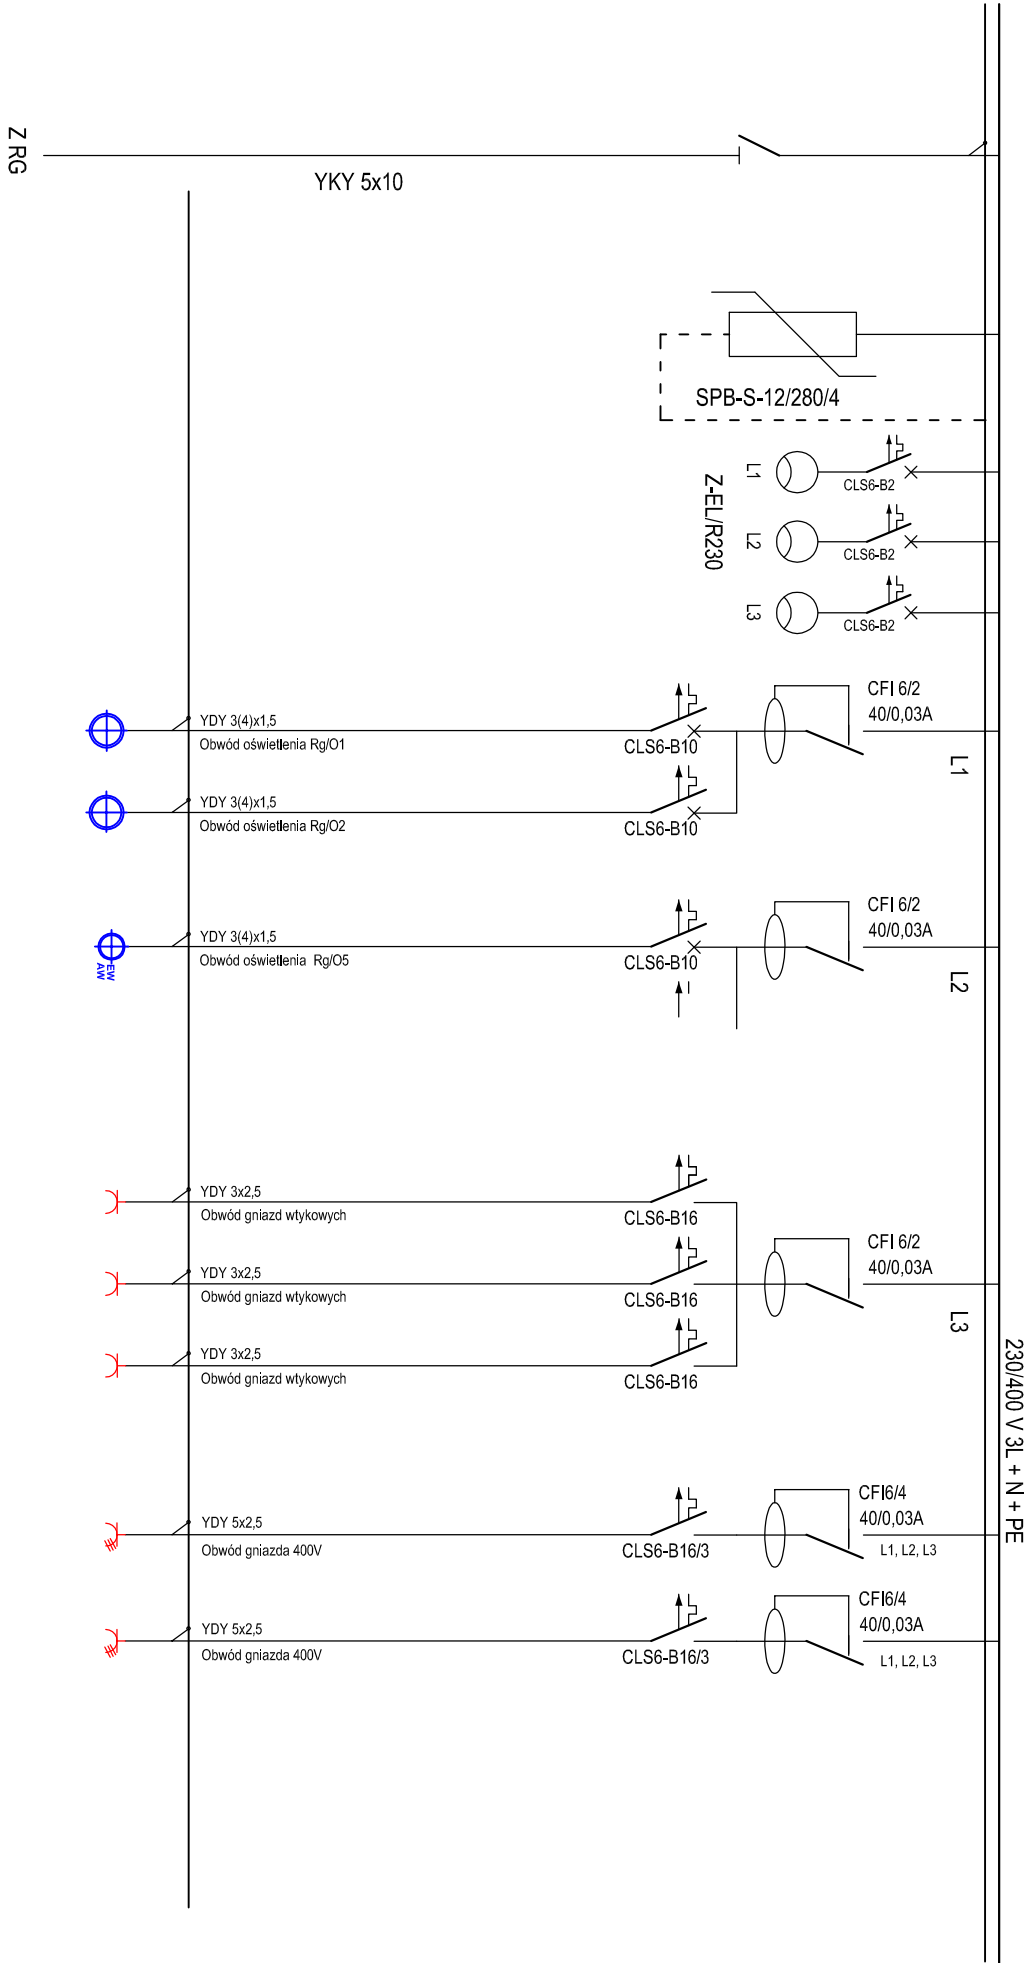 Z RG
YKY 5x10
SPB-S-12/280/4
L1
CLS6-B2
Z-EL/R230
L2
CLS6-B2
L3
CLS6-B2
CFI 6/2
40/0,03A
L1
YDY 3(4)x1,5
Obwód oświetlenia Rg/O1
CLS6-B10
YDY 3(4)x1,5
Obwód oświetlenia Rg/O2
CLS6-B10
CFI 6/2
40/0,03A
L2
EW
AW
YDY 3(4)x1,5
Obwód oświetlenia Rg/O5
CLS6-B10
YDY 3x2,5
Obwód gniazd wtykowych
CLS6-B16
CFI 6/2
40/0,03A
L3
YDY 3x2,5
Obwód gniazd wtykowych
CLS6-B16
YDY 3x2,5
Obwód gniazd wtykowych
CLS6-B16
230/400 V 3L + N + PE
CFI6/4
40/0,03A
L1, L2, L3
YDY 5x2,5
Obwód gniazda 400V
CLS6-B16/3
CFI6/4
40/0,03A
L1, L2, L3
YDY 5x2,5
Obwód gniazda 400V
CLS6-B16/3